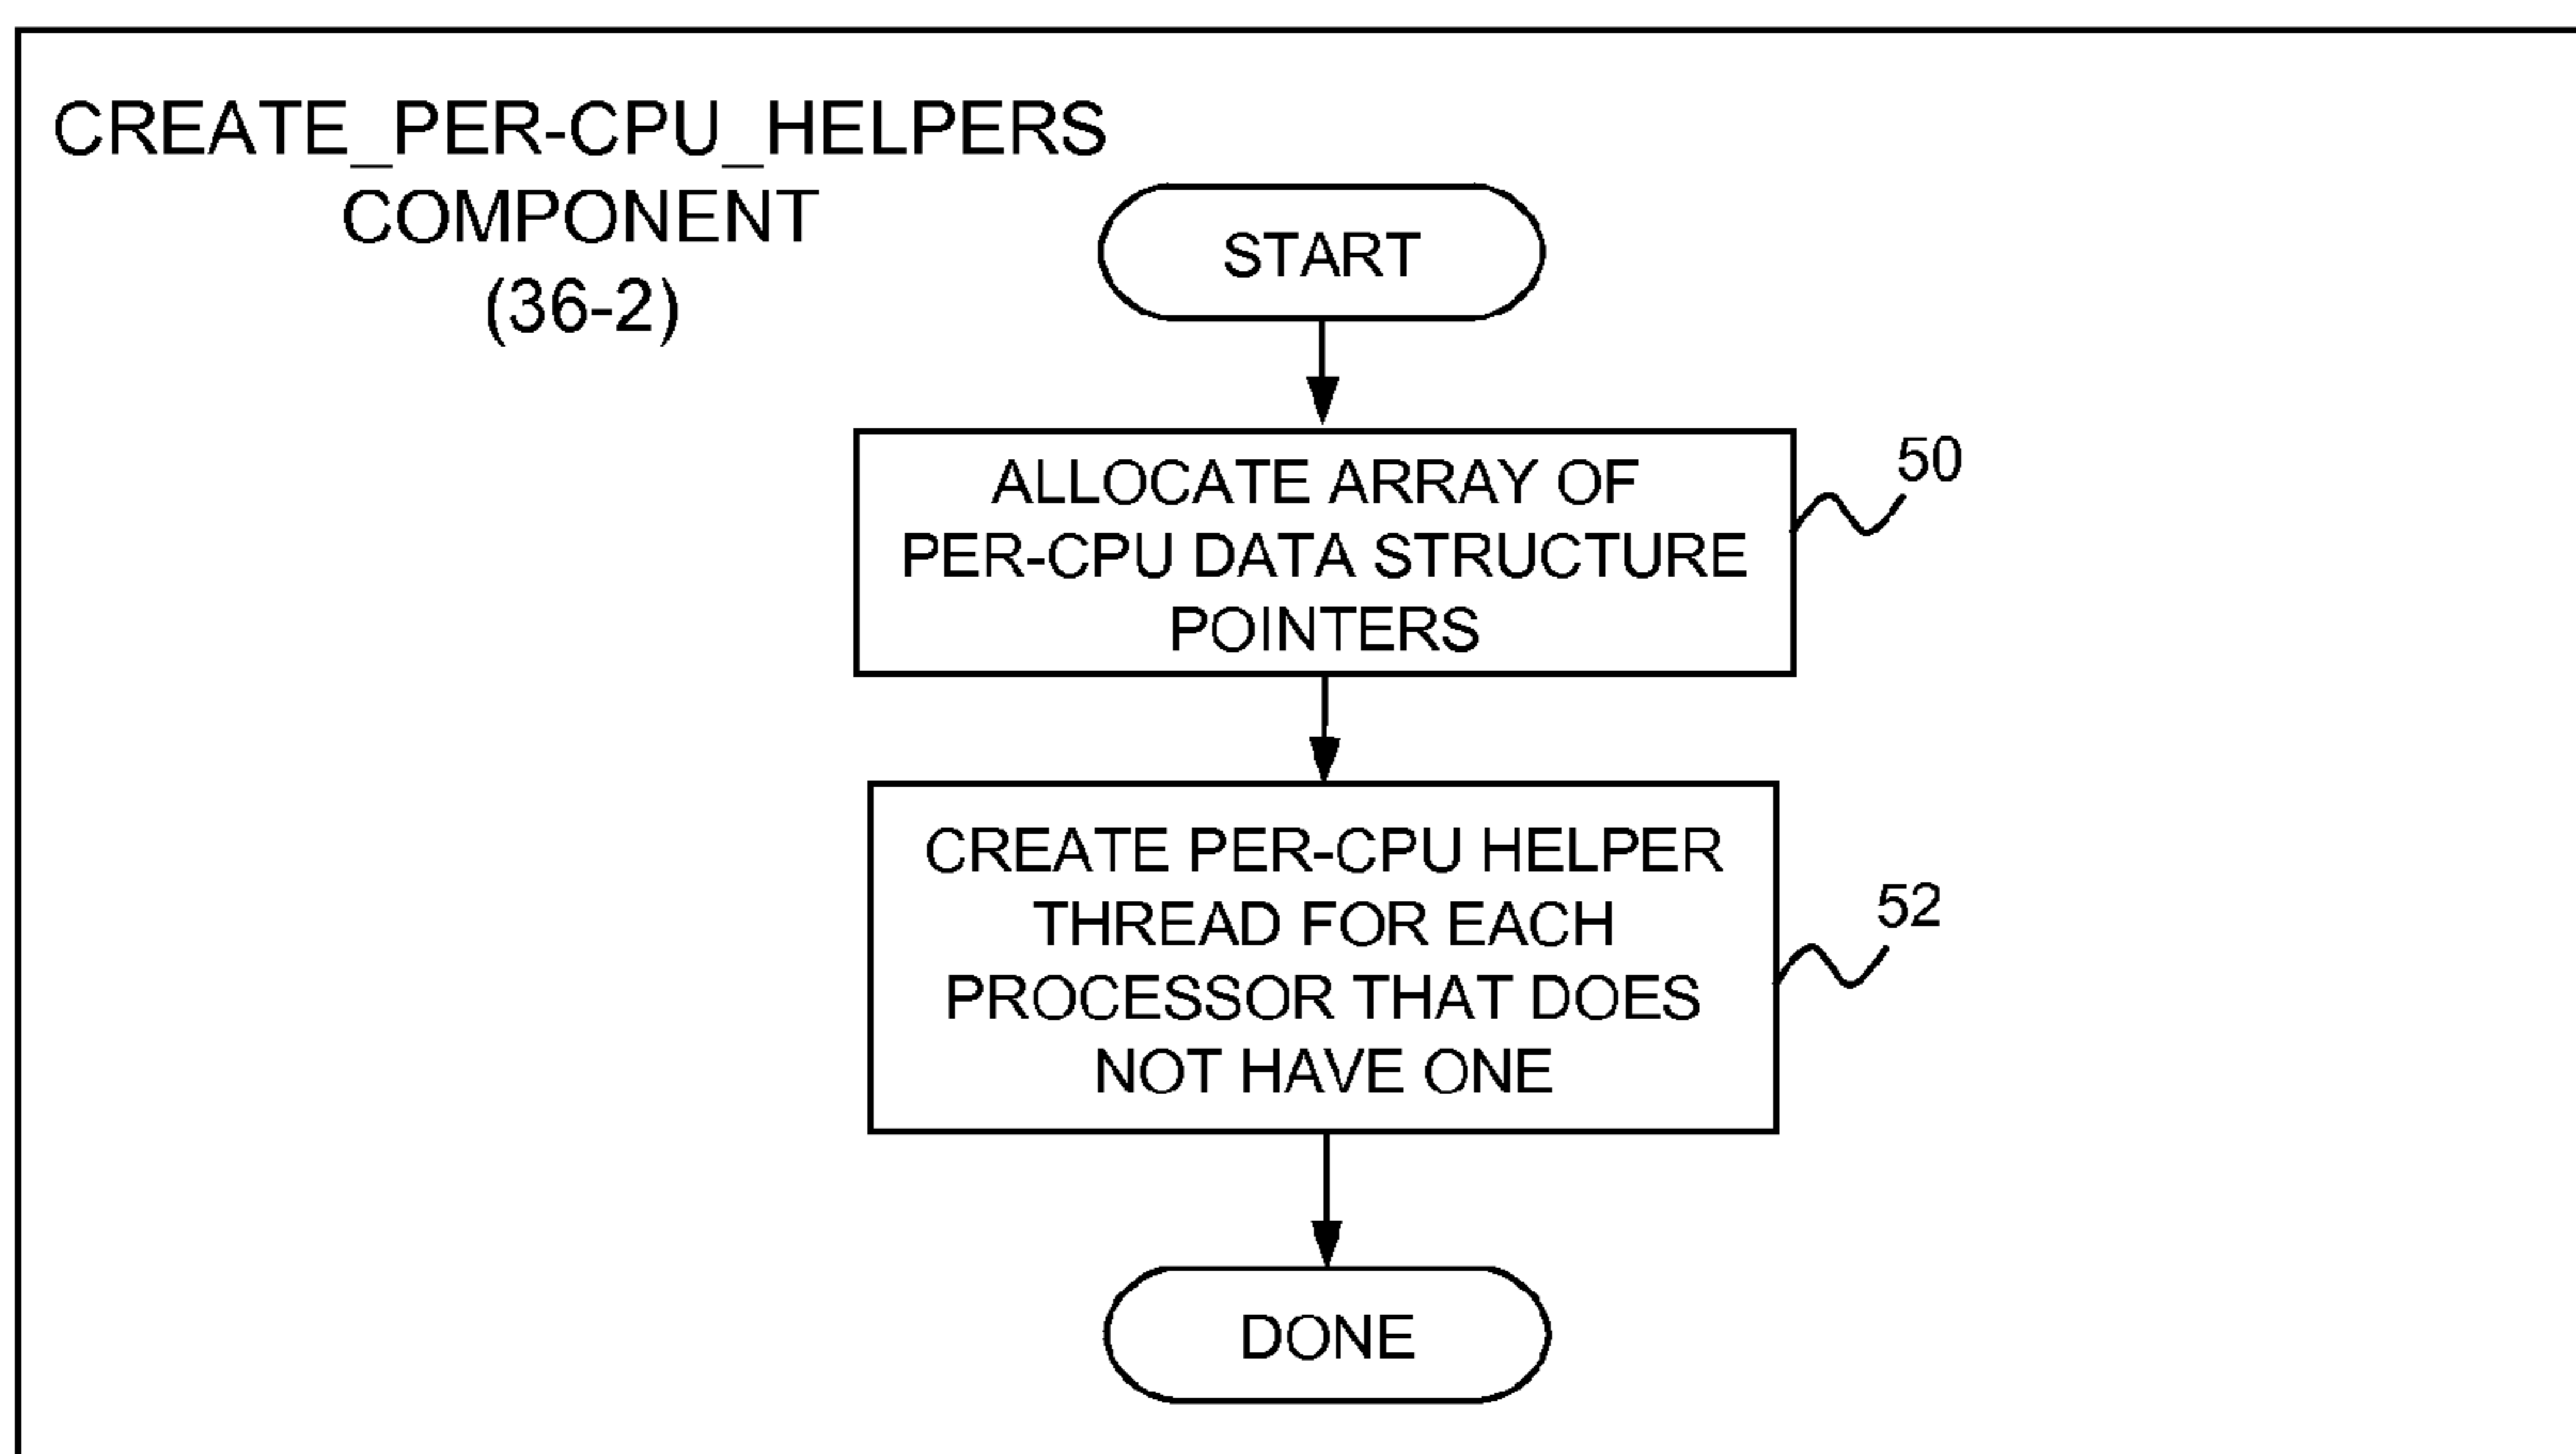 CREATE_PER-CPU_HELPERS
COMPONENT
(36-2)
START
ALLOCATE ARRAY OF
PER-CPU DATA STRUCTURE
POINTERS
50
CREATE PER-CPU HELPER
THREAD FOR EACH
PROCESSOR THAT DOES
NOT HAVE ONE
52
DONE